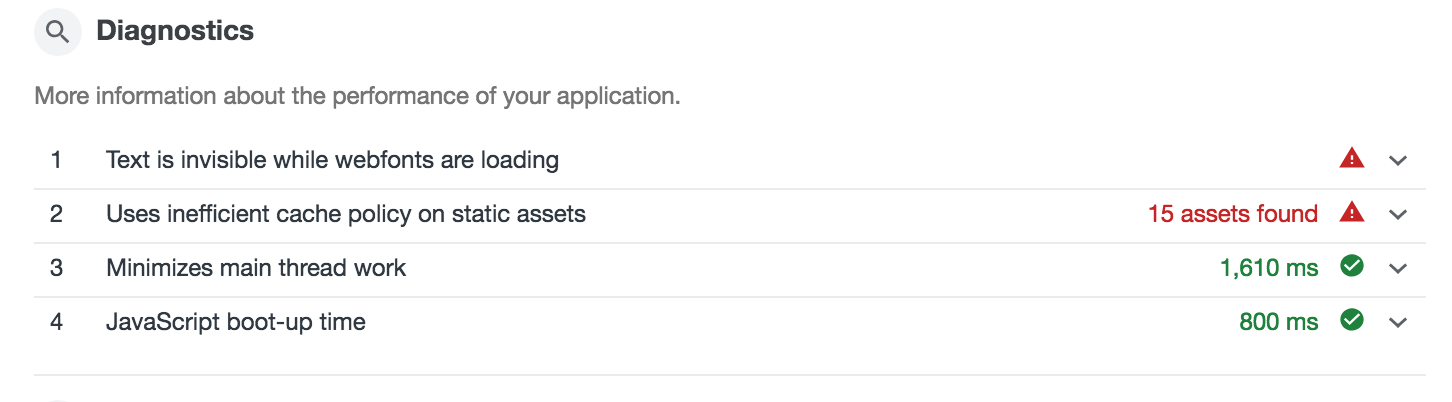 Diagnostics
More information about the performance of your application.
1 Text is invisible while webfonts are loading
2 Uses inefficient cache policy on static assets 15 assets found
3 Minimizes main thread work 1,610 ms
4 JavaScript boot-up time 800 ms